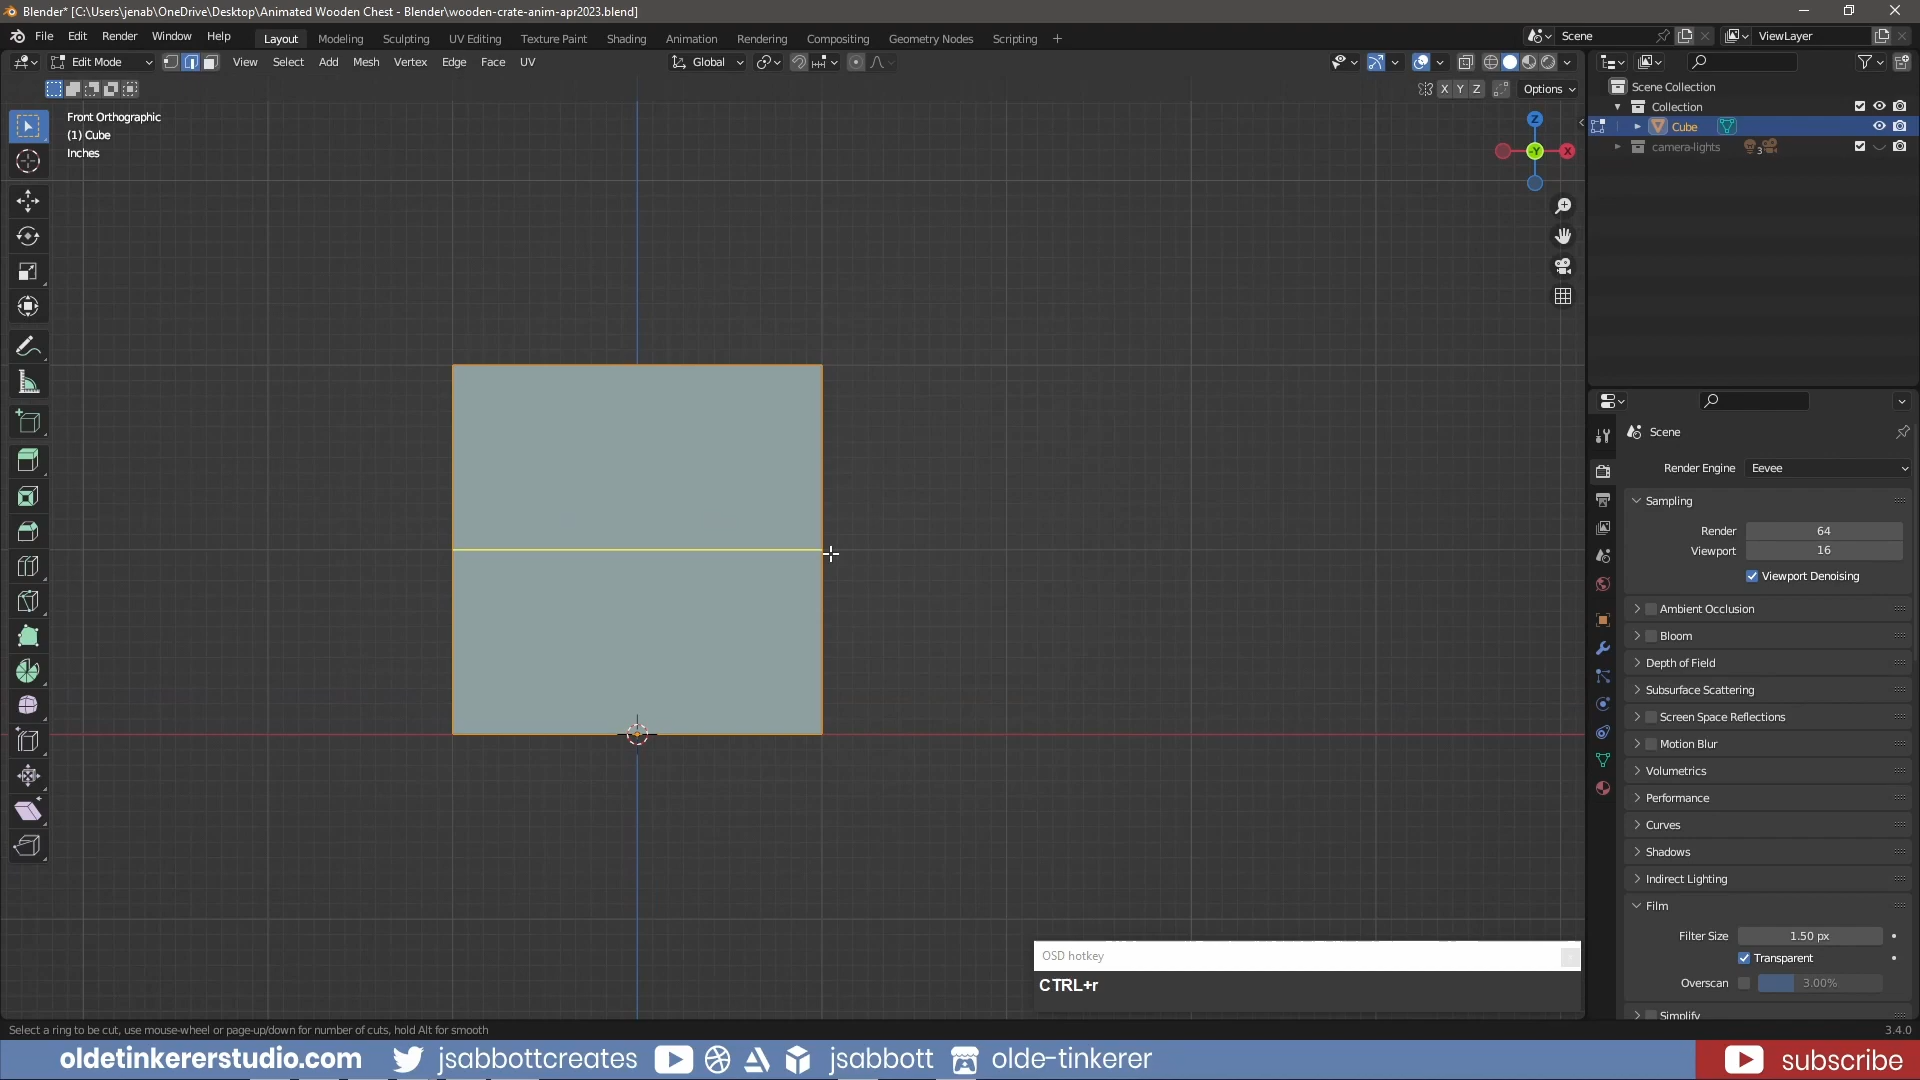 Blender* [C:\Users\jenab\OneDrive\Desktop\Animated Wooden Chest - Blender\wooden-crate-anim-apr2023.blend]
File Edit Render Window Help Layout Modeling Sculpting UV Editing Texture Paint Shading Animation Rendering Compositing Geometry Nodes Scripting + Scene ViewLayer
Edit Mode View Select Add Mesh Vertex Edge Face UV Global
X Y Z Options
Scene Collection
Collection
Cube
camera-lights 3
Front Orthographic
(1) Cube
Inches
Z
-Y X
Scene
Render Engine Eevee
Sampling
Render 64
Viewport 16
Viewport Denoising
Ambient Occlusion
Bloom
Depth of Field
Subsurface Scattering
Screen Space Reflections
Motion Blur
Volumetrics
Performance
Curves
Shadows
Indirect Lighting
Film
Filter Size 1.50 px
Transparent
Overscan 3.00%
Simplify
OSD hotkey
CTRL+r
Select a ring to be cut, use mouse-wheel or page-up/down for number of cuts, hold Alt for smooth 3.4.0
oldetinkererstudio.com jsabbottcreates jsabbott olde-tinkerer subscribe